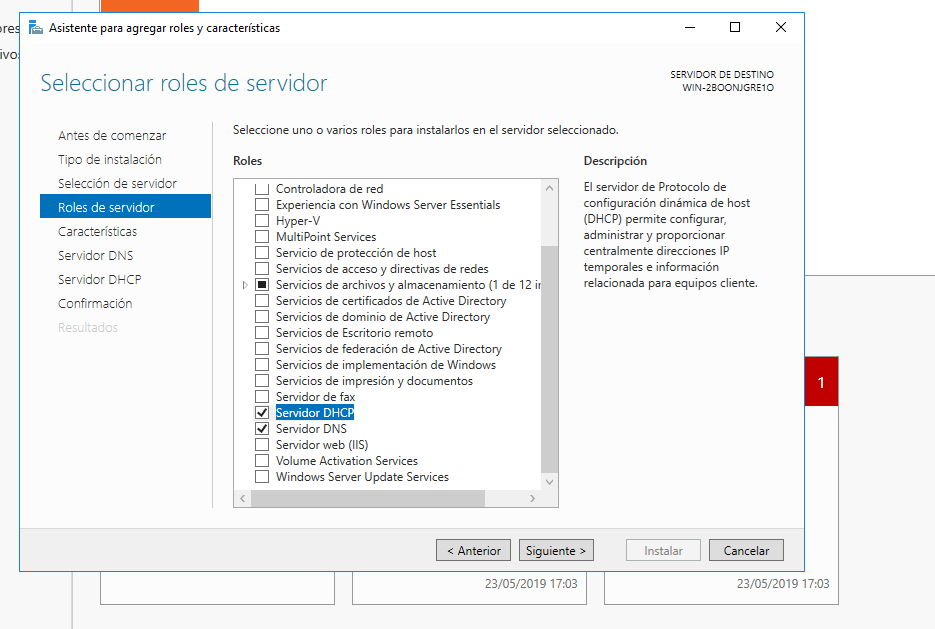 Asistente para agregar roles y características
Seleccionar roles de servidor
SERVIDOR DE DESTINO
WIN-2BOONJGRE1O
Antes de comenzar
Tipo de instalación
Selección de servidor
Roles de servidor
Características
Servidor DNS
Servidor DHCP
Confirmación
Resultados
Seleccione uno o varios roles para instalarlos en el servidor seleccionado.
Roles
Controladora de red
Experiencia con Windows Server Essentials
Hyper-V
MultiPoint Services
Servicio de protección de host
Servicios de acceso y directivas de redes
Servicios de archivos y almacenamiento (1 de 12 in
Servicios de certificados de Active Directory
Servicios de dominio de Active Directory
Servicios de Escritorio remoto
Servicios de federación de Active Directory
Servicios de implementación de Windows
Servicios de impresión y documentos
Servidor de fax
Servidor DHCP
Servidor DNS
Servidor web (IIS)
Volume Activation Services
Windows Server Update Services
Descripción
El servidor de Protocolo de
configuración dinámica de host
(DHCP) permite configurar,
administrar y proporcionar
centralmente direcciones IP
temporales e información
relacionada para equipos cliente.
< Anterior
Siguiente >
Instalar
Cancelar
1
23/05/2019 17:03
23/05/2019 17:03